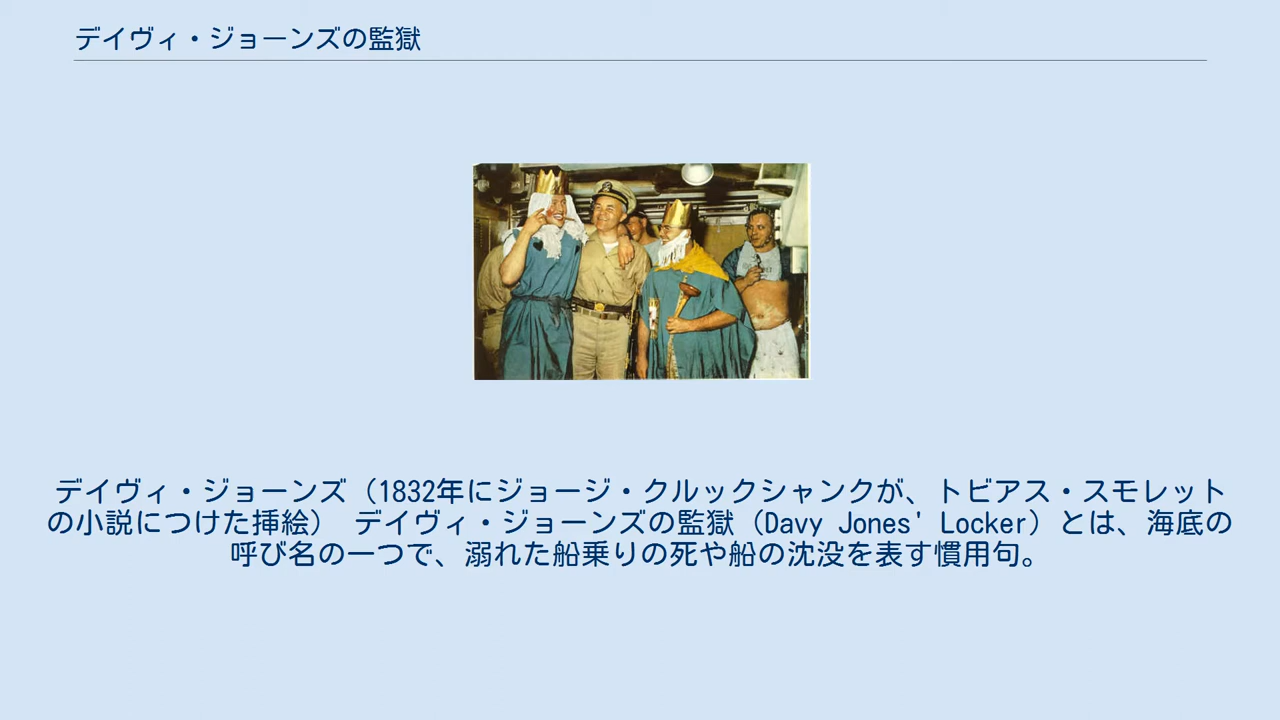 デイヴィ・ジョーンズの監獄
デイヴィ・ジョーンズ（1832年にジョージ・クルックシャンクが、トビアス・スモレット
の小説につけた挿絵） デイヴィ・ジョーンズの監獄（Davy Jones' Locker）とは、海底の
呼び名の一つで、溺れた船乗りの死や船の沈没を表す慣用句。